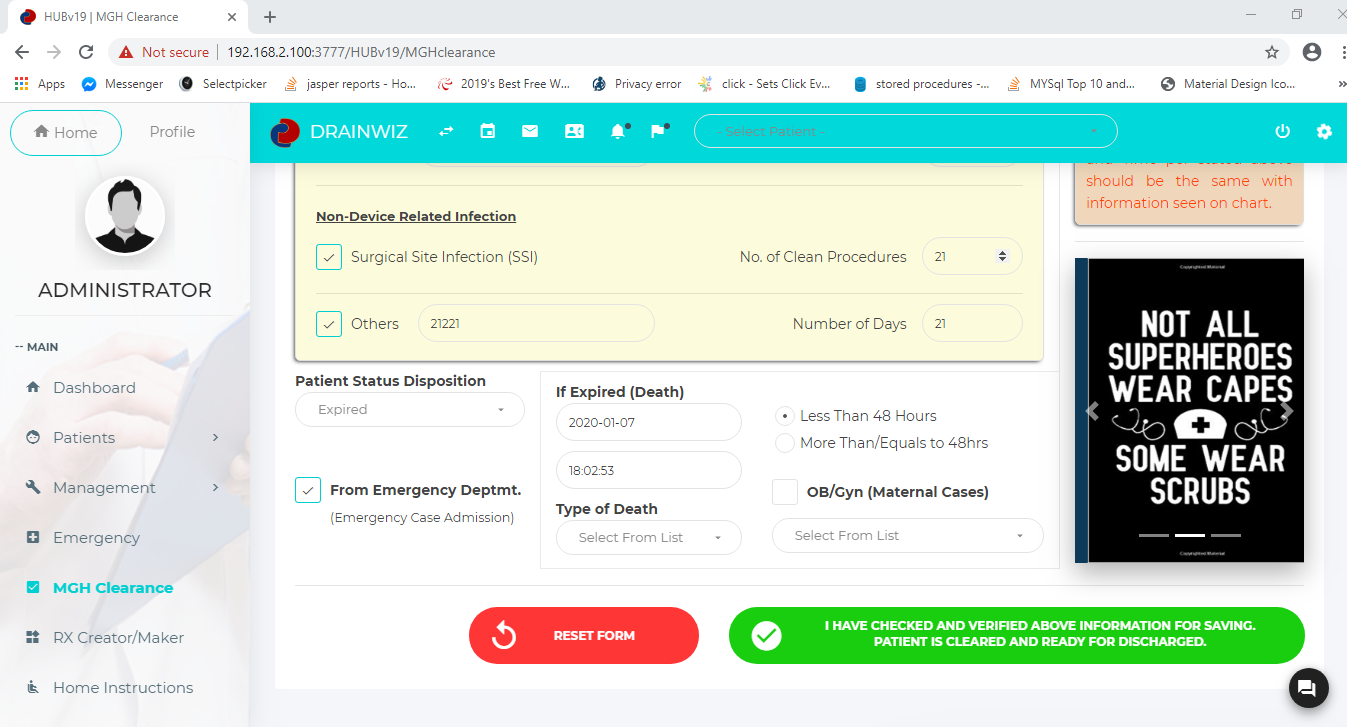 HUBv19 | MGH Clearance
Not secure
192.168.2.100:3777/HUBv19/MGHclearance
Apps
Messenger
Selectpicker
jasper reports - Ho...
2019's Best Free W...
Privacy error
click - Sets Click Ev...
stored procedures -...
MYSql Top 10 and...
Material Design Ico...
»
Home
Profile
DRAINWIZ
- Select Patient -
ADMINISTRATOR
-- MAIN
Dashboard
Patients
Management
Emergency
MGH Clearance
RX Creator/Maker
Home Instructions
Non-Device Related Infection
Surgical Site Infection (SSI)
No. of Clean Procedures
21
Others
21221
Number of Days
21
Patient Status Disposition
Expired
From Emergency Deptmt.
(Emergency Case Admission)
If Expired (Death)
2020-01-07
18:02:53
Less Than 48 Hours
More Than/Equals to 48hrs
Type of Death
Select From List
OB/Gyn (Maternal Cases)
Select From List
RESET FORM
I HAVE CHECKED AND VERIFIED ABOVE INFORMATION FOR SAVING.
PATIENT IS CLEARED AND READY FOR DISCHARGED.
should be the same with
information seen on chart.
Copyrighted Material
NOT ALL
SUPERHEROES
WEAR CAPES
SOME WEAR
SCRUBS
Copyrighted Material